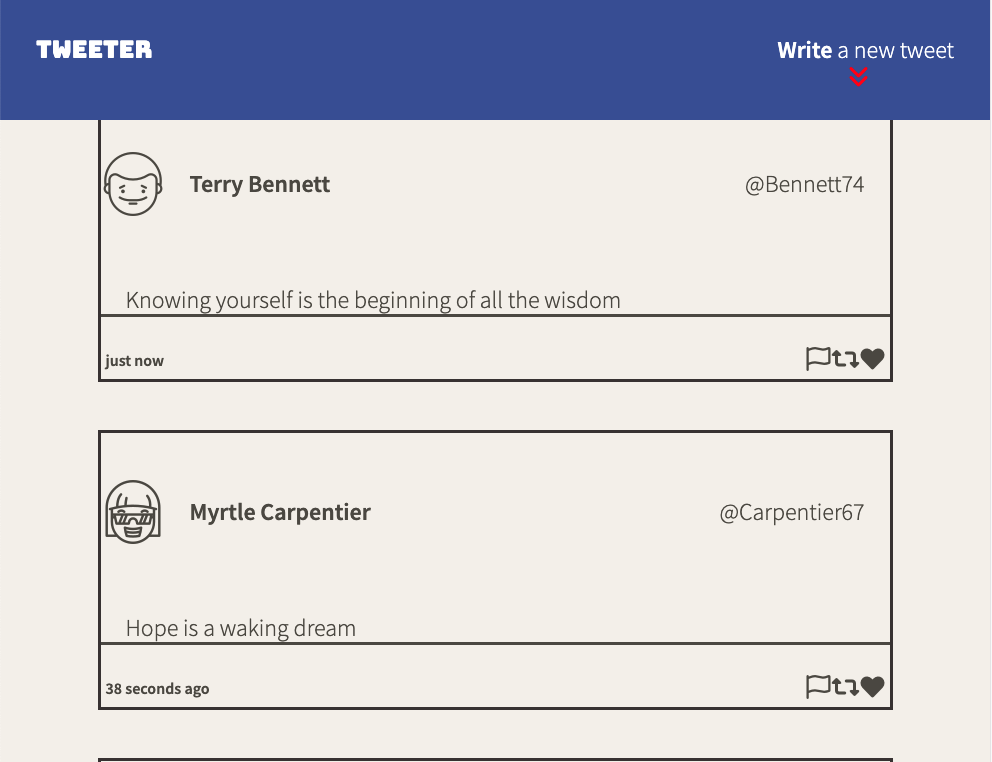 TWEETER
Write a new tweet
Terry Bennett
@Bennett74
Knowing yourself is the beginning of all the wisdom
just now
Myrtle Carpentier
@Carpentier67
Hope is a waking dream
38 seconds ago